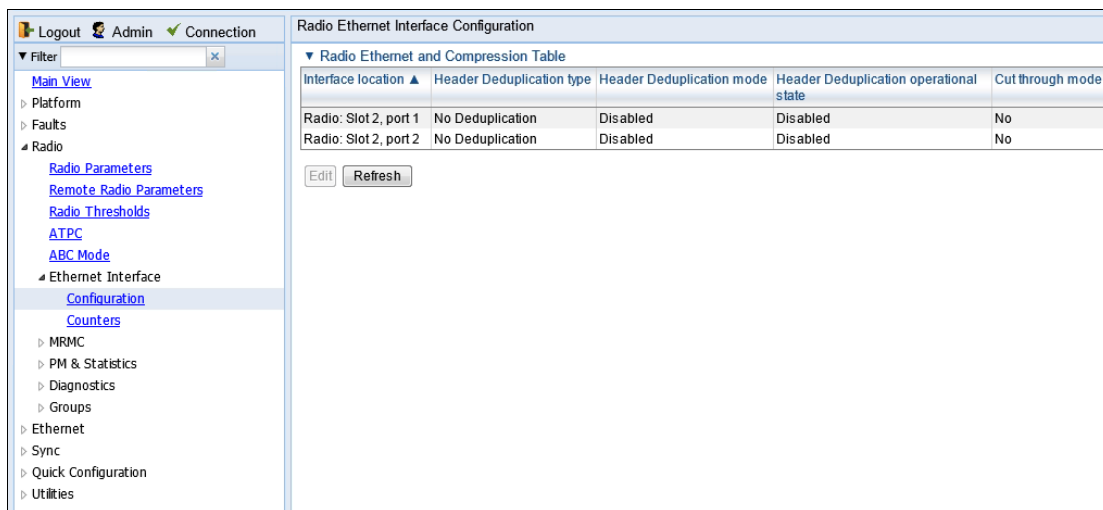 Logout Admin Connection
Filter
Main View
Platform
Faults
Radio
Radio Parameters
Remote Radio Parameters
Radio Thresholds
ATPC
ABC Mode
Ethernet Interface
Configuration
Counters
MRMC
PM & Statistics
Diagnostics
Groups
Ethernet
Sync
Quick Configuration
Utilities
Radio Ethernet Interface Configuration
▼ Radio Ethernet and Compression Table
Interface location ▲ Header Deduplication type Header Deduplication mode Header Deduplication operational state Cut through mode
Radio: Slot 2, port 1 No Deduplication Disabled Disabled No
Radio: Slot 2, port 2 No Deduplication Disabled Disabled No
Edit Refresh